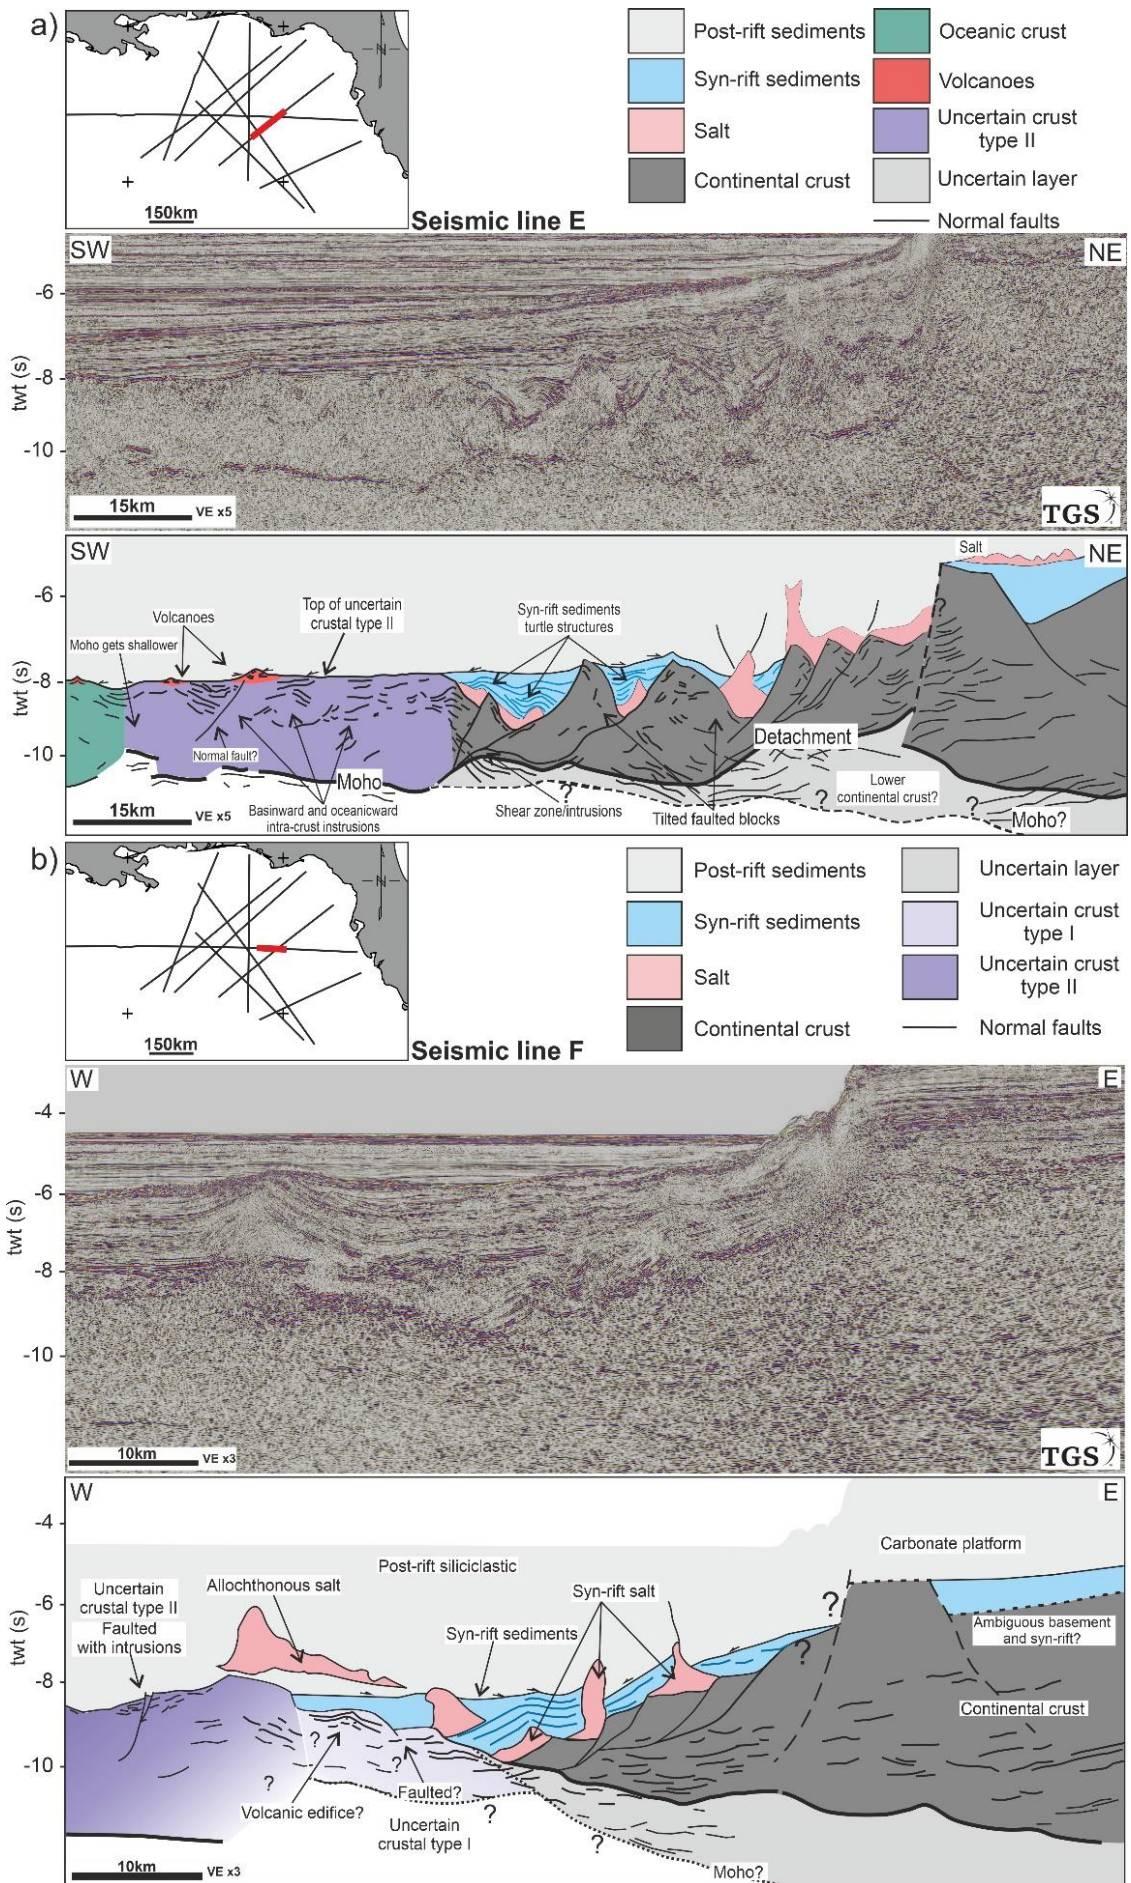 a)
N
150km
Post-rift sediments
Syn-rift sediments
Salt
Continental crust
Oceanic crust
Volcanoes
Uncertain crust
type II
Uncertain layer
Normal faults
Seismic line E
SW
NE
twt (s)
-6
-8
-10
15km
VE x5
TGS
SW
NE
twt (s)
-6
-8
-10
Salt
Volcanoes
Top of uncertain
crustal type II
Syn-rift sediments
turtle structures
Moho gets shallower
?
Normal fault?
Moho
Basinward and oceanicward
intra-crust instrusions
?
Shear zone/intrusions
Detachment
Tilted faulted blocks
Lower
continental crust?
?
?
Moho?
15km
VE x5
b)
N
150km
Post-rift sediments
Syn-rift sediments
Salt
Continental crust
Uncertain layer
Uncertain crust
type I
Uncertain crust
type II
Normal faults
Seismic line F
W
E
twt (s)
-4
-6
-8
-10
10km
VE x3
TGS
W
E
twt (s)
-4
-6
-8
-10
Carbonate platform
Post-rift siliciclastic
Uncertain
crustal type II
Faulted
with intrusions
Allochthonous salt
Syn-rift salt
Syn-rift sediments
?
?
Ambiguous basement
and syn-rift?
Continental crust
?
?
?
Faulted?
Volcanic edifice?
Uncertain
crustal type I
?
?
Moho?
10km
VE x3